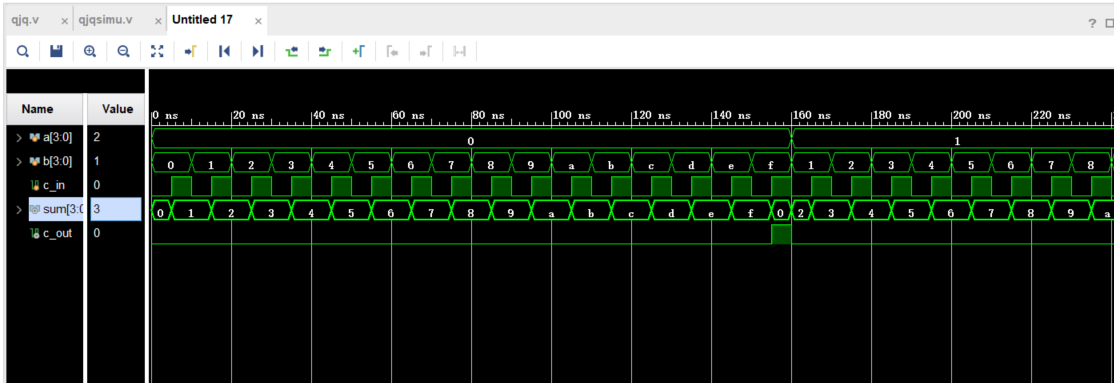 qjq.v × qjqsimu.v × Untitled 17 × ?
Name Value
0 ns 20 ns 40 ns 60 ns 80 ns 100 ns 120 ns 140 ns 160 ns 180 ns 200 ns 220 ns
a[3:0] 2 0 1
b[3:0] 1 0 1 2 3 4 5 6 7 8 9 a b c d e f 1 2 3 4 5 6 7 8
c_in 0
sum[3:0 3 0 1 2 3 4 5 6 7 8 9 a b c d e f 0 2 3 4 5 6 7 8 9 a
c_out 0